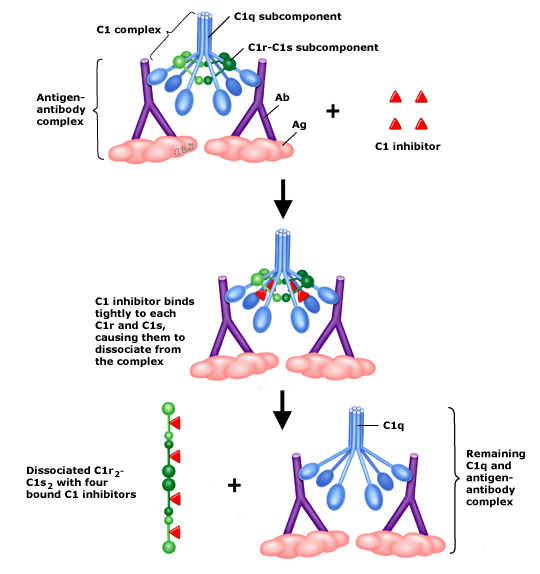 C1 complex
C1q subcomponent
C1r-C1s subcomponent
Antigen-
antibody
complex
Ab
Ag
+
C1 inhibitor
C1 inhibitor binds
tightly to each
C1r and C1s,
causing them to
dissociate from
the complex
C1q
Dissociated C1r2-
C1s2 with four
bound C1 inhibitors
+
Remaining
C1q and
antigen-
antibody
complex